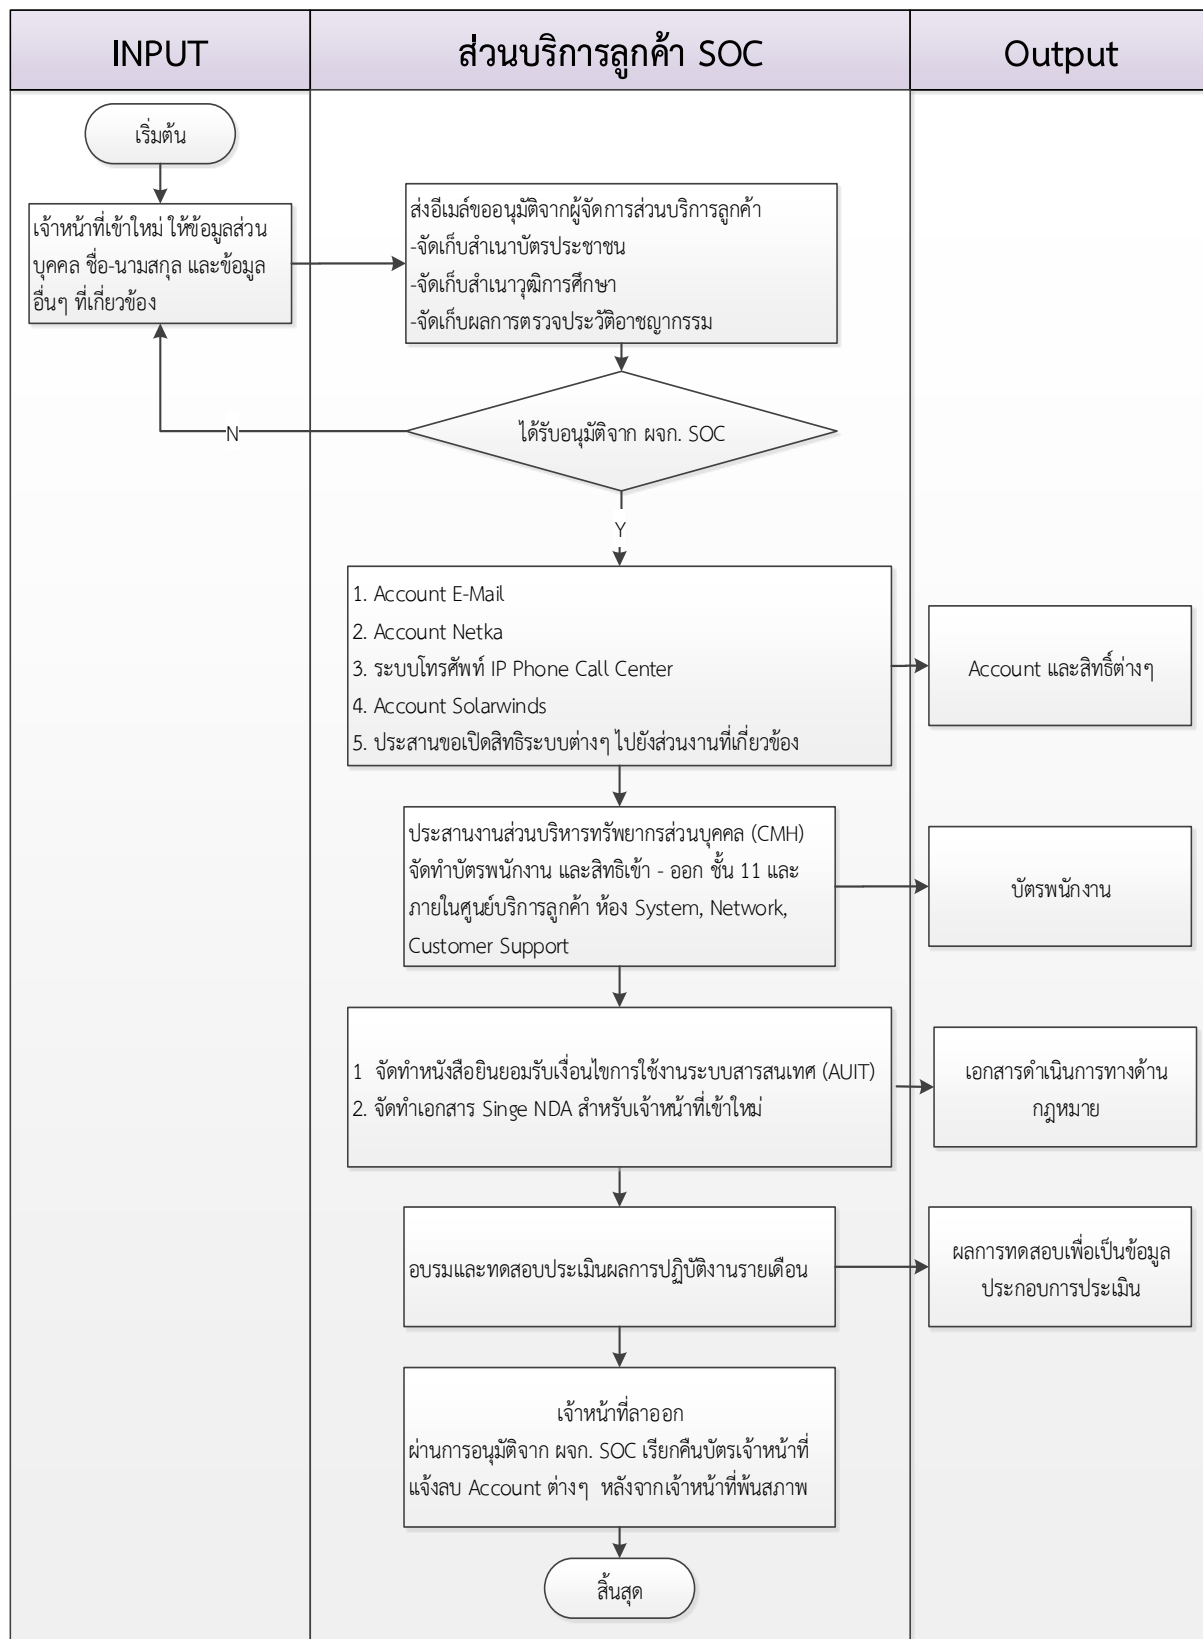 INPUT
ส่วนบริการลูกค้า SOC
Output
เริ่มต้น
เจ้าหน้าที่เข้าใหม่ ให้ข้อมูลส่วน
บุคคล ชื่อ-นามสกุล และข้อมูล
อื่นๆ ที่เกี่ยวข้อง
ส่งอีเมล์ขออนุมัติจากผู้จัดการส่วนบริการลูกค้า
-จัดเก็บสำเนาบัตรประชาชน
-จัดเก็บสำเนาวุฒิการศึกษา
-จัดเก็บผลการตรวจประวัติอาชญากรรม
ได้รับอนุมัติจาก ผจก. SOC
N
Y
1. Account E-Mail
2. Account Netka
3. ระบบโทรศัพท์ IP Phone Call Center
4. Account Solarwinds
5. ประสานขอเปิดสิทธิระบบต่างๆ ไปยังส่วนงานที่เกี่ยวข้อง
Account และสิทธิ์ต่างๆ
ประสานงานส่วนบริหารทรัพยากรส่วนบุคคล (CMH)
จัดทำบัตรพนักงาน และสิทธิเข้า - ออก ชั้น 11 และ
ภายในศูนย์บริการลูกค้า ห้อง System, Network,
Customer Support
บัตรพนักงาน
1 จัดทำหนังสือยินยอมรับเงื่อนไขการใช้งานระบบสารสนเทศ (AUIT)
2. จัดทำเอกสาร Singe NDA สำหรับเจ้าหน้าที่เข้าใหม่
เอกสารดำเนินการทางด้าน
กฎหมาย
อบรมและทดสอบประเมินผลการปฏิบัติงานรายเดือน
ผลการทดสอบเพื่อเป็นข้อมูล
ประกอบการประเมิน
เจ้าหน้าที่ลาออก
ผ่านการอนุมัติจาก ผจก. SOC เรียกคืนบัตรเจ้าหน้าที่
แจ้งลบ Account ต่างๆ หลังจากเจ้าหน้าที่พ้นสภาพ
สิ้นสุด